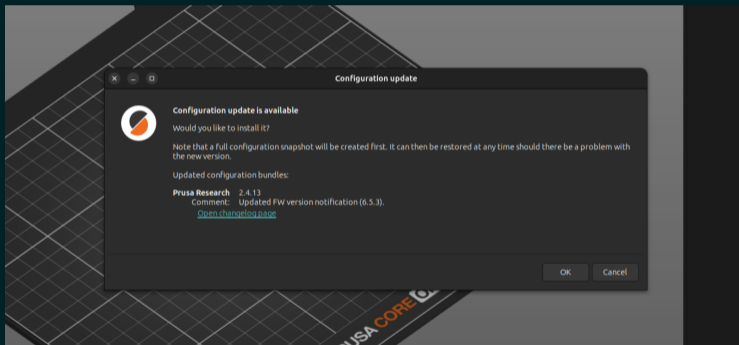 Configuration update
Configuration update is available
Would you like to install it?
Note that a full configuration snapshot will be created first. It can then be restored at any time should there be a problem with
the new version.
Updated configuration bundles:
Prusa Research 2.4.13
Comment: Updated FW version notification (6.5.3).
Open changelog page
OK Cancel
USA CORE